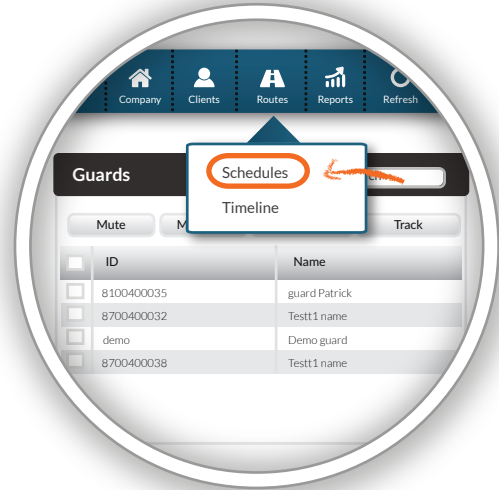 Company Clients Routes Reports Refresh
Guards Schedules
Timeline
Mute Track
ID Name
8100400035 guard Patrick
8700400032 Testt1 name
demo Demo guard
8700400038 Testt1 name